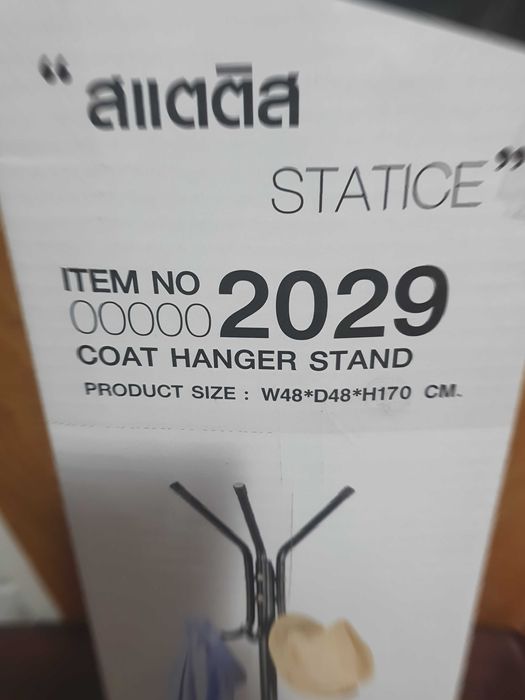 “ สแตติส
STATICE”
ITEM NO
00000 2029
COAT HANGER STAND
PRODUCT SIZE : W48*D48*H170 CM.